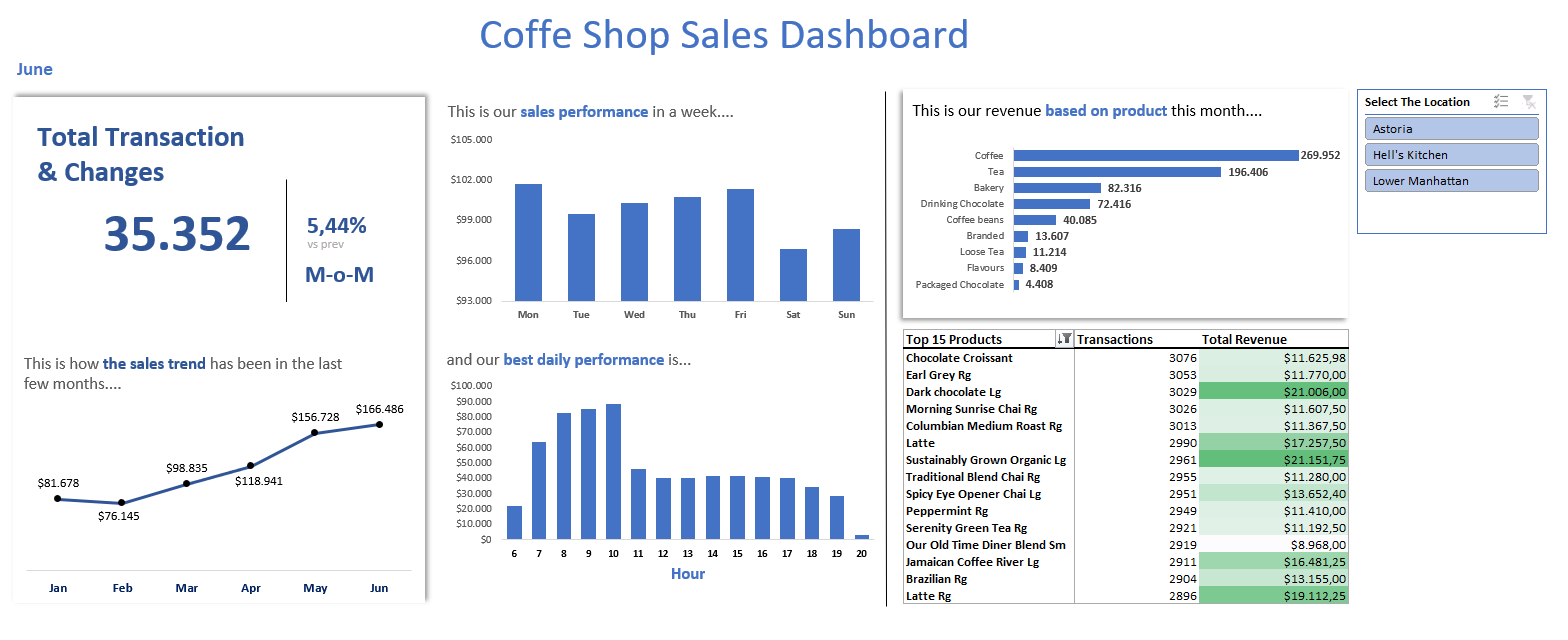 Coffe Shop Sales Dashboard
June
Total Transaction
& Changes
35.352
5,44%
vs prev
M-o-M
This is how the sales trend has been in the last
few months....
$81.678
$76.145
$98.835
$118.941
$156.728
$166.486
Jan Feb Mar Apr May Jun
This is our sales performance in a week....
$105.000
$102.000
$99.000
$96.000
$93.000
Mon Tue Wed Thu Fri Sat Sun
and our best daily performance is...
$100.000
$90.000
$80.000
$70.000
$60.000
$50.000
$40.000
$30.000
$20.000
$10.000
$0
6 7 8 9 10 11 12 13 14 15 16 17 18 19 20
Hour
This is our revenue based on product this month....
Coffee 269.952
Tea 196.406
Bakery 82.316
Drinking Chocolate 72.416
Coffee beans 40.085
Branded 13.607
Loose Tea 11.214
Flavours 8.409
Packaged Chocolate 4.408
Top 15 Products Transactions Total Revenue
Chocolate Croissant 3076 $11.625,98
Earl Grey Rg 3053 $11.770,00
Dark chocolate Lg 3029 $21.006,00
Morning Sunrise Chai Rg 3026 $11.607,50
Columbian Medium Roast Rg 3013 $11.367,50
Latte 2990 $17.257,50
Sustainably Grown Organic Lg 2961 $21.151,75
Traditional Blend Chai Rg 2955 $11.280,00
Spicy Eye Opener Chai Lg 2951 $13.652,40
Peppermint Rg 2949 $11.410,00
Serenity Green Tea Rg 2921 $11.192,50
Our Old Time Diner Blend Sm 2919 $8.968,00
Jamaican Coffee River Lg 2911 $16.481,25
Brazilian Rg 2904 $13.155,00
Latte Rg 2896 $19.112,25
Select The Location
Astoria
Hell's Kitchen
Lower Manhattan